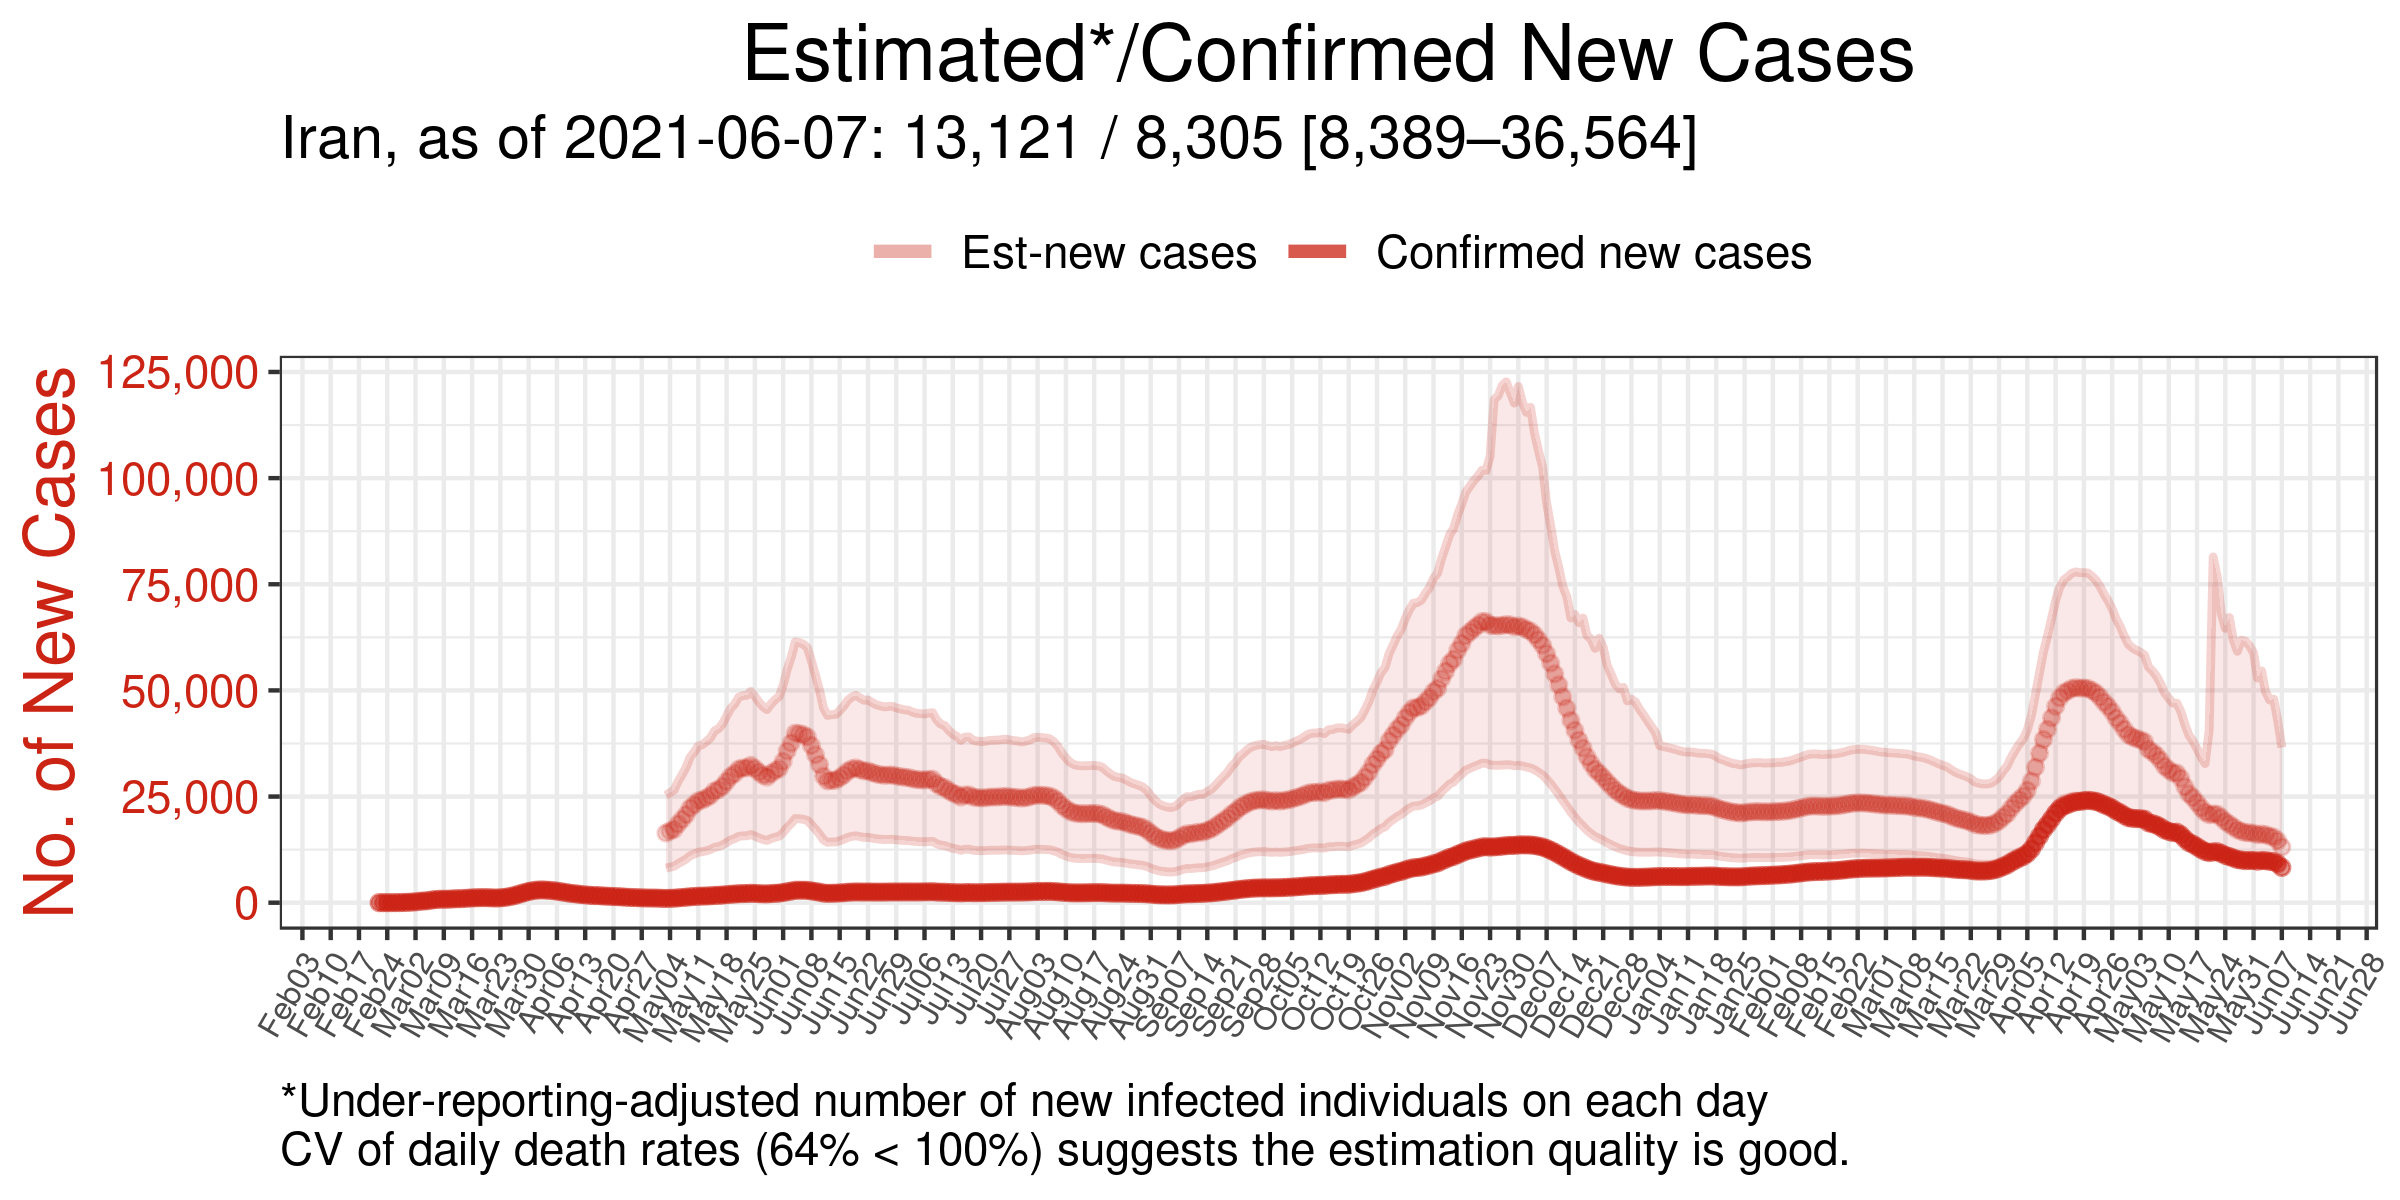 Estimated*/Confirmed New Cases
Iran, as of 2021-06-07: 13,121 / 8,305 [8,389–36,564]
Est-new cases
Confirmed new cases
No. of New Cases
125,000
100,000
75,000
50,000
25,000
0
Feb03
Feb10
Feb17
Feb24
Mar02
Mar09
Mar16
Mar23
Mar30
Apr06
Apr13
Apr20
Apr27
May04
May11
May18
May25
Jun01
Jun08
Jun15
Jun22
Jun29
Jul06
Jul13
Jul20
Jul27
Aug03
Aug10
Aug17
Aug24
Aug31
Sep07
Sep14
Sep21
Sep28
Oct05
Oct12
Oct19
Oct26
Nov02
Nov09
Nov16
Nov23
Nov30
Dec07
Dec14
Dec21
Dec28
Jan04
Jan11
Jan18
Jan25
Feb01
Feb08
Feb15
Feb22
Mar01
Mar08
Mar15
Mar22
Mar29
Apr05
Apr12
Apr19
Apr26
May03
May10
May17
May24
May31
Jun07
Jun14
Jun21
Jun28
*Under-reporting-adjusted number of new infected individuals on each day
CV of daily death rates (64% < 100%) suggests the estimation quality is good.